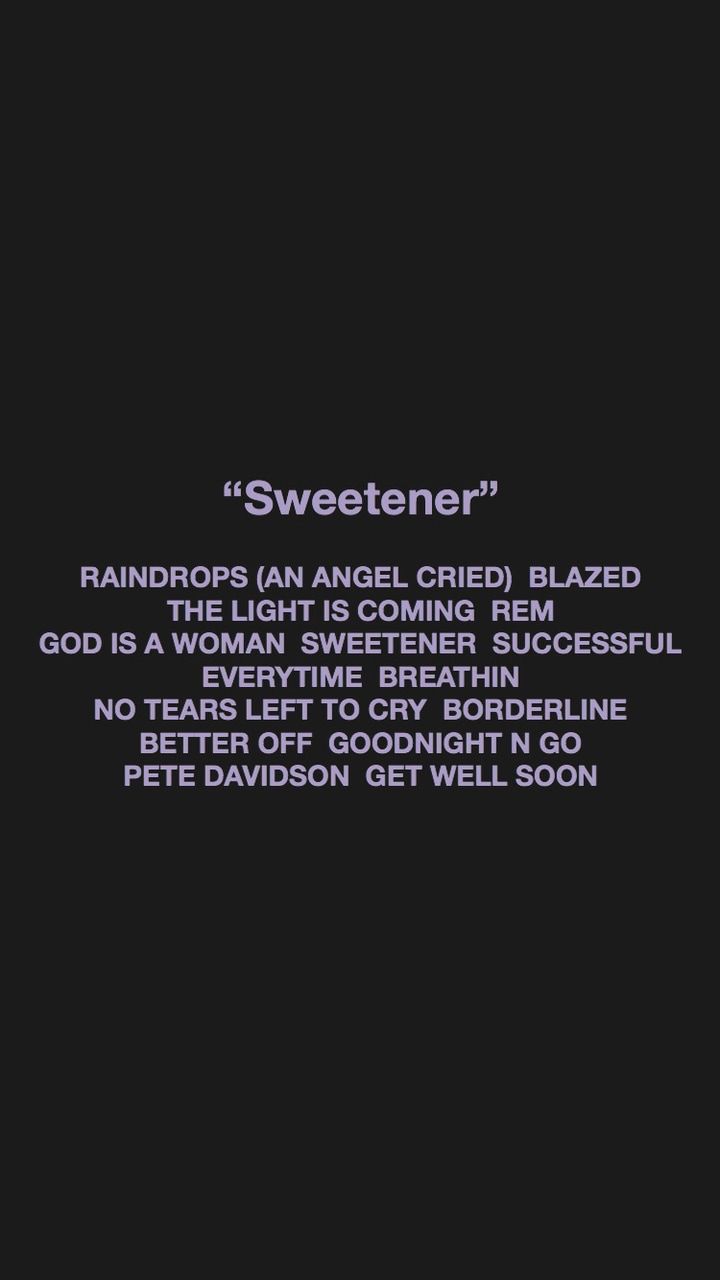 “Sweetener”
RAINDROPS (AN ANGEL CRIED)  BLAZED
THE LIGHT IS COMING  REM
GOD IS A WOMAN  SWEETENER  SUCCESSFUL
EVERYTIME  BREATHIN
NO TEARS LEFT TO CRY  BORDERLINE
BETTER OFF  GOODNIGHT N GO
PETE DAVIDSON  GET WELL SOON